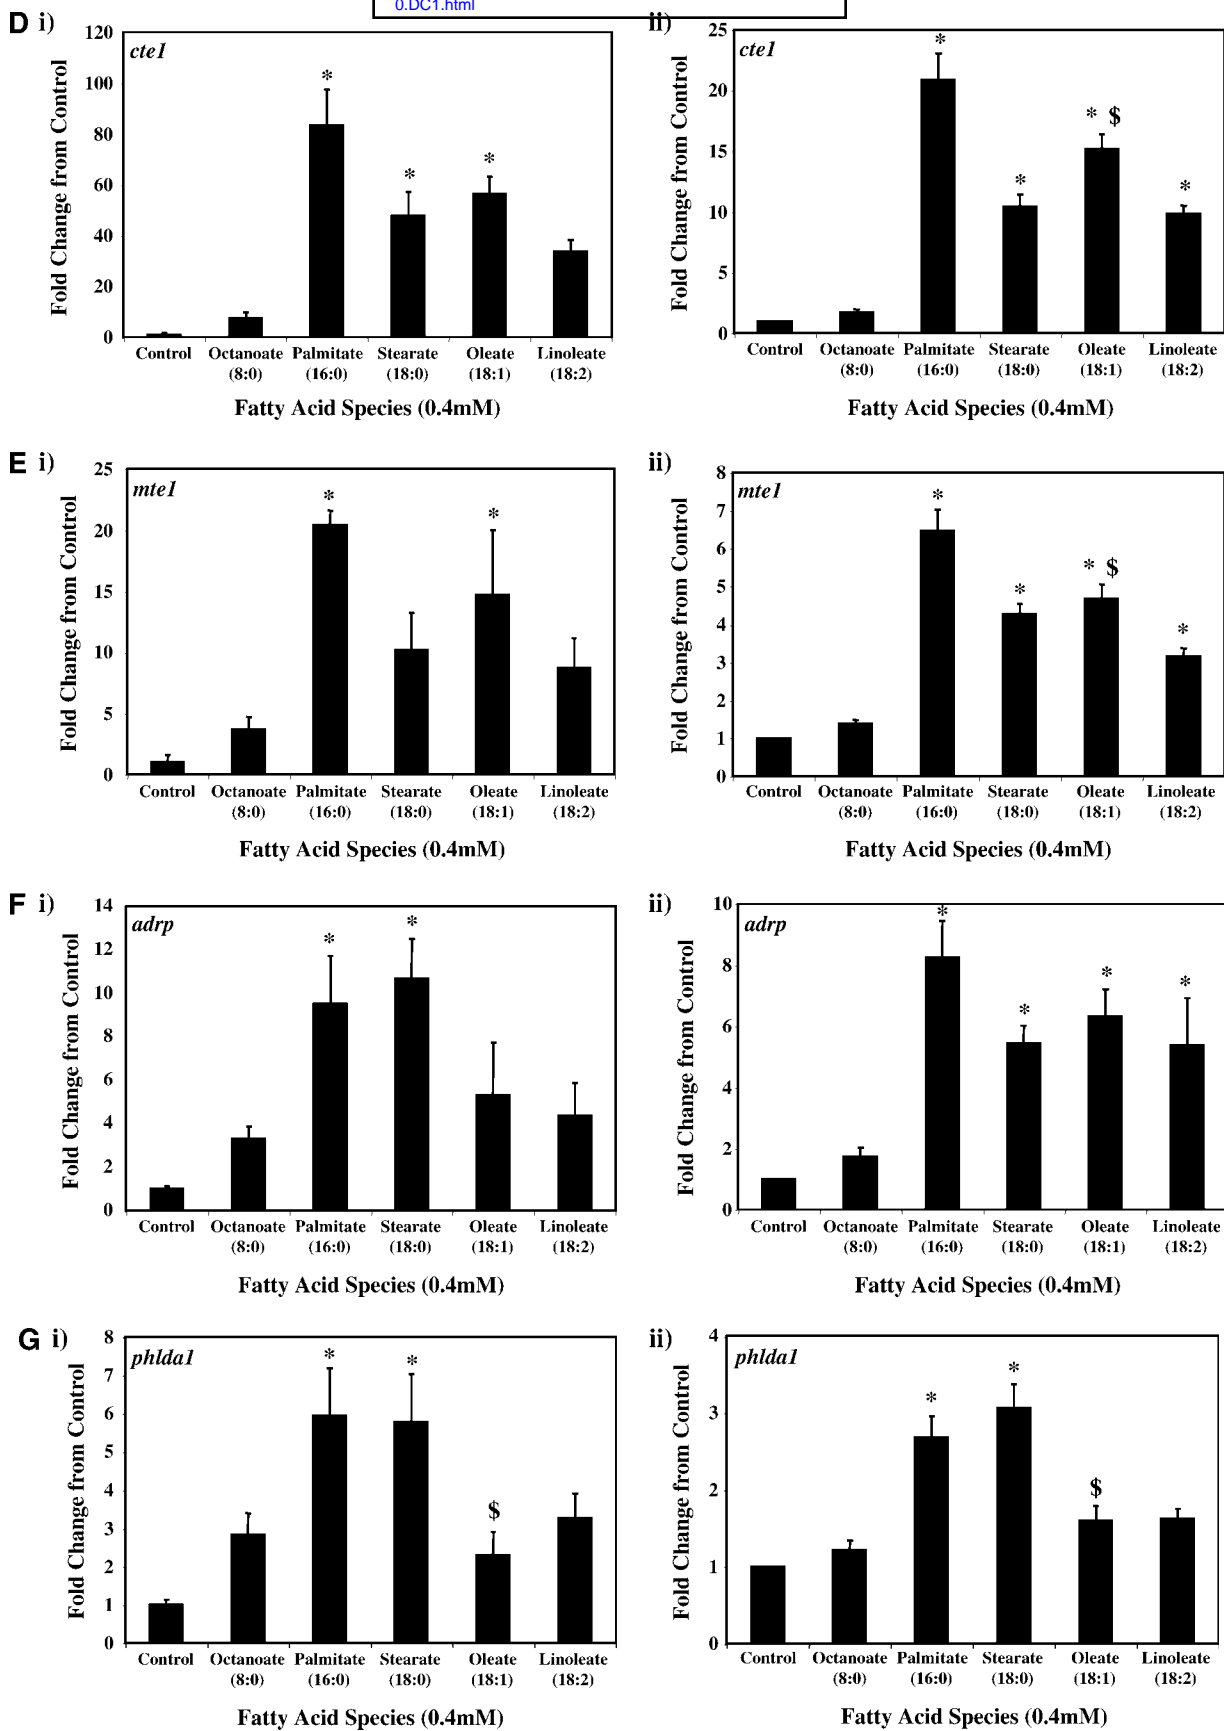 0.DC1.html
D i)
cte1
Fold Change from Control
120
100
80
60
40
20
0
*
*
*
Control Octanoate Palmitate Stearate Oleate Linoleate
(8:0) (16:0) (18:0) (18:1) (18:2)
Fatty Acid Species (0.4mM)
ii)
cte1
Fold Change from Control
25
20
15
10
5
0
*
*
* $
*
Control Octanoate Palmitate Stearate Oleate Linoleate
(8:0) (16:0) (18:0) (18:1) (18:2)
Fatty Acid Species (0.4mM)
E i)
mte1
Fold Change from Control
25
20
15
10
5
0
*
*
Control Octanoate Palmitate Stearate Oleate Linoleate
(8:0) (16:0) (18:0) (18:1) (18:2)
Fatty Acid Species (0.4mM)
ii)
mte1
Fold Change from Control
8
7
6
5
4
3
2
1
0
*
*
* $
*
Control Octanoate Palmitate Stearate Oleate Linoleate
(8:0) (16:0) (18:0) (18:1) (18:2)
Fatty Acid Species (0.4mM)
F i)
adrp
Fold Change from Control
14
12
10
8
6
4
2
0
*
*
Control Octanoate Palmitate Stearate Oleate Linoleate
(8:0) (16:0) (18:0) (18:1) (18:2)
Fatty Acid Species (0.4mM)
ii)
adrp
Fold Change from Control
10
8
6
4
2
0
*
*
*
*
Control Octanoate Palmitate Stearate Oleate Linoleate
(8:0) (16:0) (18:0) (18:1) (18:2)
Fatty Acid Species (0.4mM)
G i)
phlda1
Fold Change from Control
8
7
6
5
4
3
2
1
0
*
*
$
Control Octanoate Palmitate Stearate Oleate Linoleate
(8:0) (16:0) (18:0) (18:1) (18:2)
Fatty Acid Species (0.4mM)
ii)
phlda1
Fold Change from Control
4
3
2
1
0
*
*
$
Control Octanoate Palmitate Stearate Oleate Linoleate
(8:0) (16:0) (18:0) (18:1) (18:2)
Fatty Acid Species (0.4mM)